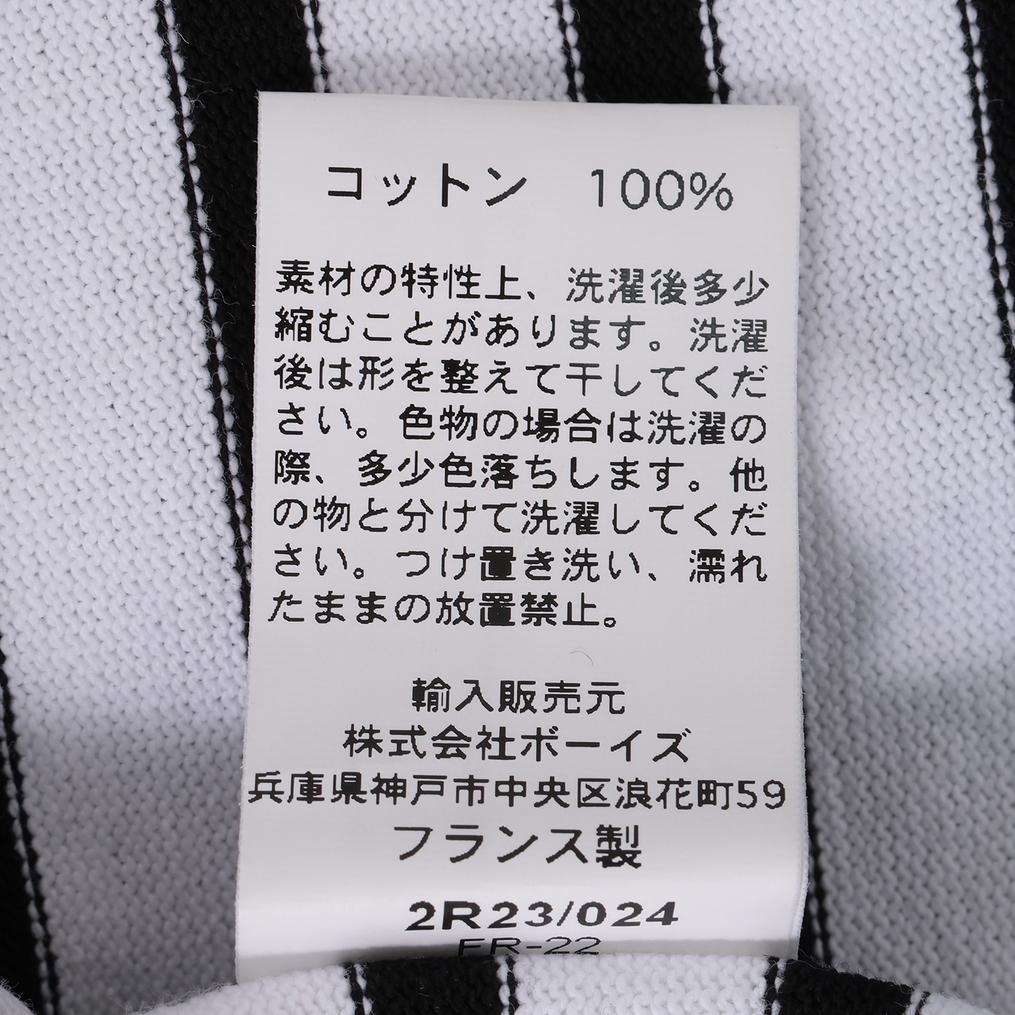 コットン　100%
素材の特性上、洗濯後多少
縮むことがあります。洗濯
後は形を整えて干してくだ
さい。色物の場合は洗濯の
際、多少色落ちします。他
の物と分けて洗濯してくだ
さい。つけ置き洗い、濡れ
たままの放置禁止。
輸入販売元
株式会社ボーイズ
兵庫県神戸市中央区浪花町59
フランス製
2R23/024
FR-22